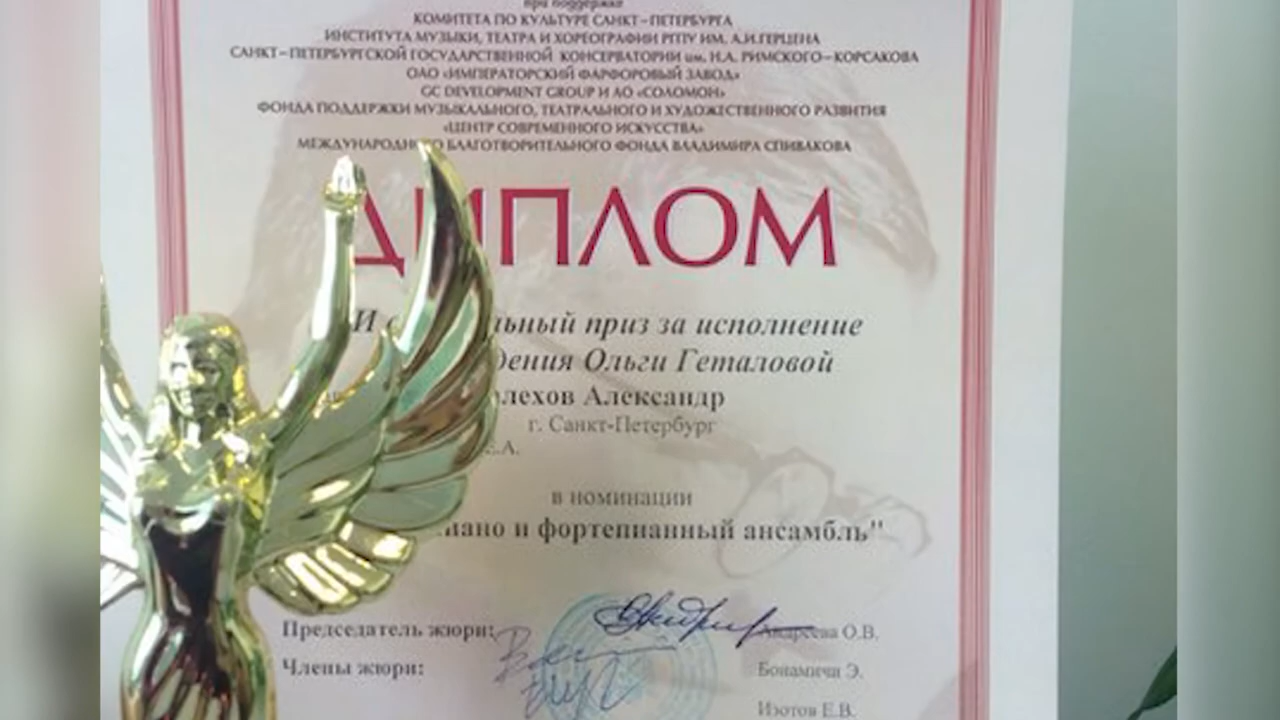 при поддержке
КОМИТЕТА ПО КУЛЬТУРЕ САНКТ-ПЕТЕРБУРГА
ИНСТИТУТА МУЗЫКИ, ТЕАТРА И ХОРЕОГРАФИИ РГПУ ИМ. А.И.ГЕРЦЕНА
САНКТ-ПЕТЕРБУРГСКОЙ ГОСУДАРСТВЕННОЙ КОНСЕРВАТОРИИ им. Н.А. РИМСКОГО-КОРСАКОВА
ОАО «ИМПЕРАТОРСКИЙ ФАРФОРОВЫЙ ЗАВОД»
GC DEVELOPMENT GROUP И АО «СОЛОМОН»
ФОНДА ПОДДЕРЖКИ МУЗЫКАЛЬНОГО, ТЕАТРАЛЬНОГО И ХУДОЖЕСТВЕННОГО РАЗВИТИЯ
«ЦЕНТР СОВРЕМЕННОГО ИСКУССТВА»
МЕЖДУНАРОДНОГО БЛАГОТВОРИТЕЛЬНОГО ФОНДА ВЛАДИМИРА СПИВАКОВА
ДИПЛОМ
И приз за исполнение
Ольги Геталовой
Александр
г. Санкт-Петербург
в номинации
и фортепианный ансамбль"
Председатель жюри: Андреева О.В.
Члены жюри: Бонамичи Э.
Изотов Е.В.